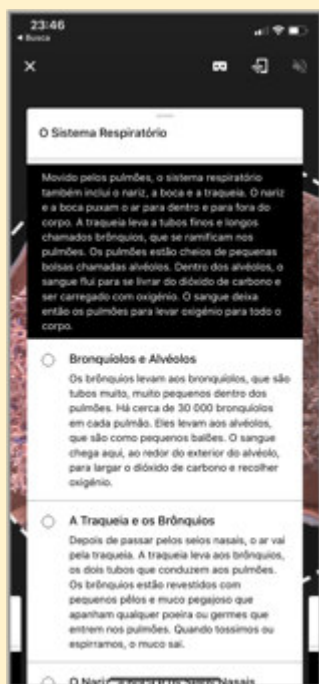 23:46
Busca
O Sistema Respiratório
Movido pelos pulmões, o sistema respiratório
também inclui o nariz, a boca e a traqueia. O nariz
e a boca puxam o ar para dentro e para fora do
corpo. A traqueia leva a tubos finos e longos
chamados brônquios, que se ramificam nos
pulmões. Os pulmões estão cheios de pequenas
bolsas chamadas alvéolos. Dentro dos alvéolos, o
sangue flui para se livrar do dióxido de carbono e
ser carregado com oxigénio. O sangue deixa
então os pulmões para levar oxigénio para todo o
corpo.
Bronquíolos e Alvéolos
Os brônquios levam aos bronquíolos, que são
tubos muito, muito pequenos dentro dos
pulmões. Há cerca de 30 000 bronquíolos
em cada pulmão. Eles levam aos alvéolos,
que são como pequenos balões. O sangue
chega aqui, ao redor do exterior do alvéolo,
para largar o dióxido de carbono e recolher
oxigénio.
A Traqueia e os Brônquios
Depois de passar pelos seios nasais, o ar vai
pela traqueia. A traqueia leva aos brônquios,
os dois tubos que conduzem aos pulmões.
Os brônquios estão revestidos com
pequenos pêlos e muco pegajoso que
apanham qualquer poeira ou germes que
entrem nos pulmões. Quando tossimos ou
espirramos, o muco sai.
O Nariz, a Boca e os Seios Nasais